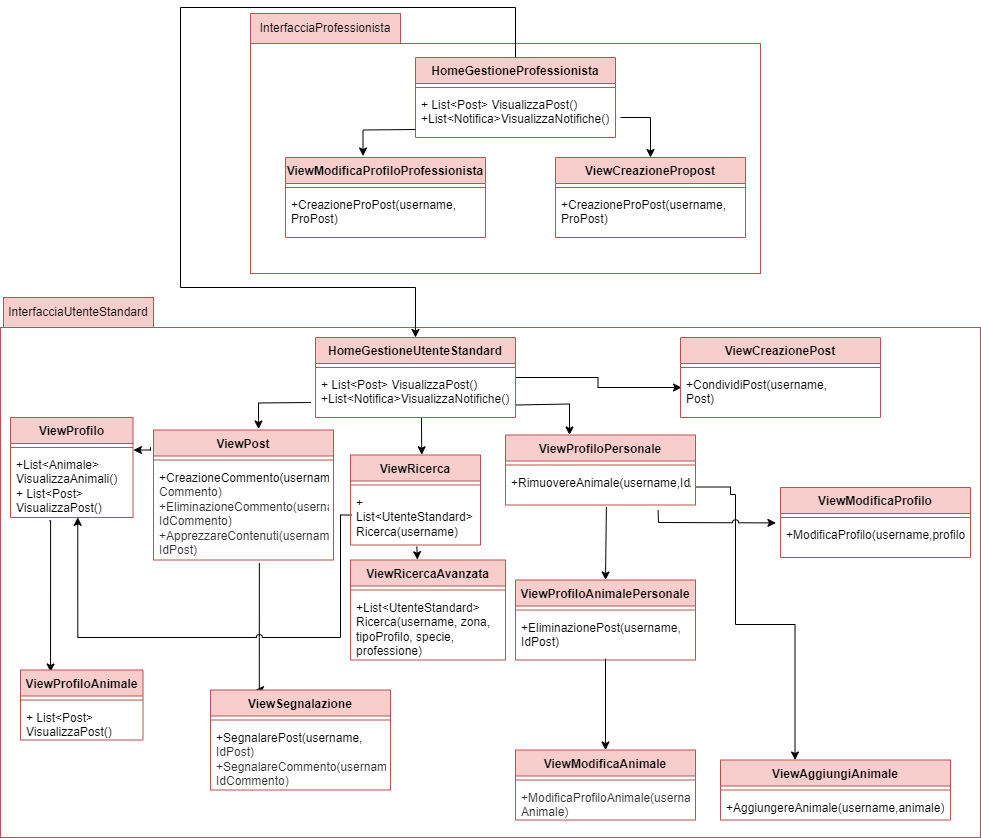 InterfacciaProfessionista
HomeGestioneProfessionista
+ List<Post> VisualizzaPost()
+List<Notifica>VisualizzaNotifiche()
ViewModificaProfiloProfessionista
+CreazioneProPost(username,
ProPost)
ViewCreazionePropost
+CreazioneProPost(username,
ProPost)
InterfacciaUtenteStandard
HomeGestioneUtenteStandard
+ List<Post> VisualizzaPost()
+List<Notifica>VisualizzaNotifiche()
ViewCreazionePost
+CondividiPost(username,
Post)
ViewProfilo
+List<Animale>
VisualizzaAnimali()
+ List<Post>
VisualizzaPost()
ViewPost
+CreazioneCommento(usernam
Commento)
+EliminazioneCommento(userna
IdCommento)
+ApprezzareContenuti(usernam
IdPost)
ViewRicerca
+
List<UtenteStandard>
Ricerca(username)
ViewProfiloPersonale
+RimuovereAnimale(username,Id
ViewModificaProfilo
+ModificaProfilo(username,profilo
ViewRicercaAvanzata
+List<UtenteStandard>
Ricerca(username, zona,
tipoProfilo, specie,
professione)
ViewProfiloAnimalePersonale
+EliminazionePost(username,
IdPost)
ViewProfiloAnimale
+ List<Post>
VisualizzaPost()
ViewSegnalazione
+SegnalarePost(username,
IdPost)
+SegnalareCommento(usernam
IdCommento)
ViewModificaAnimale
+ModificaProfiloAnimale(userna
Animale)
ViewAggiungiAnimale
+AggiungereAnimale(username,animale)